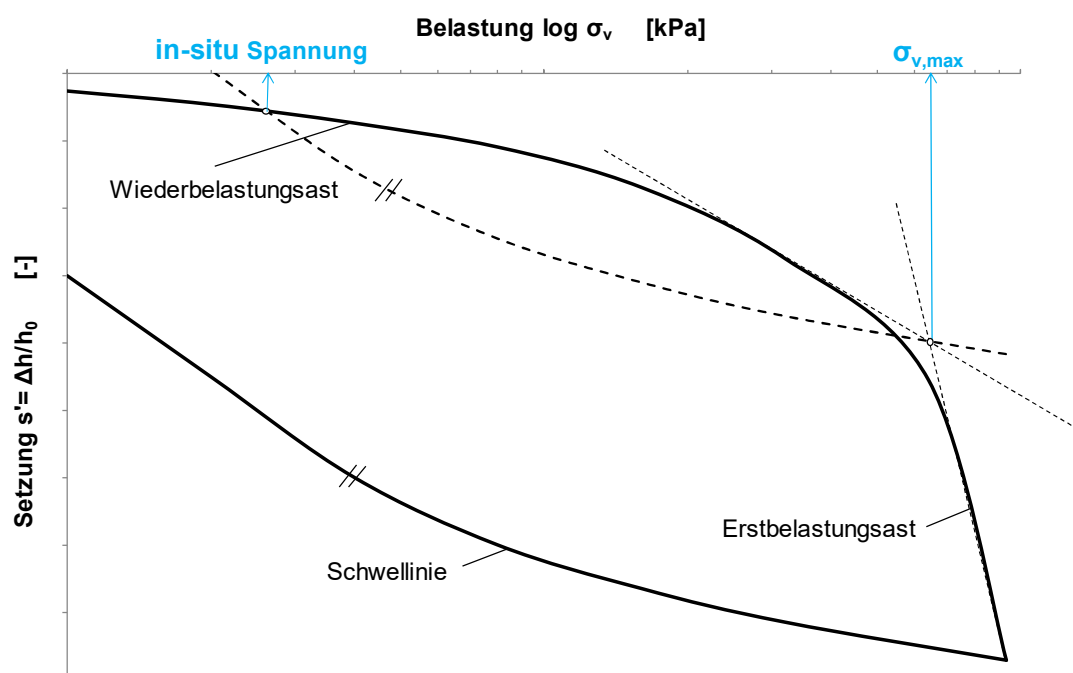 Belastung log σv [kPa]
in-situ Spannung
σv,max
Wiederbelastungsast
Setzung s'= Δh/h0 [-]
Erstbelastungsast
Schwellinie